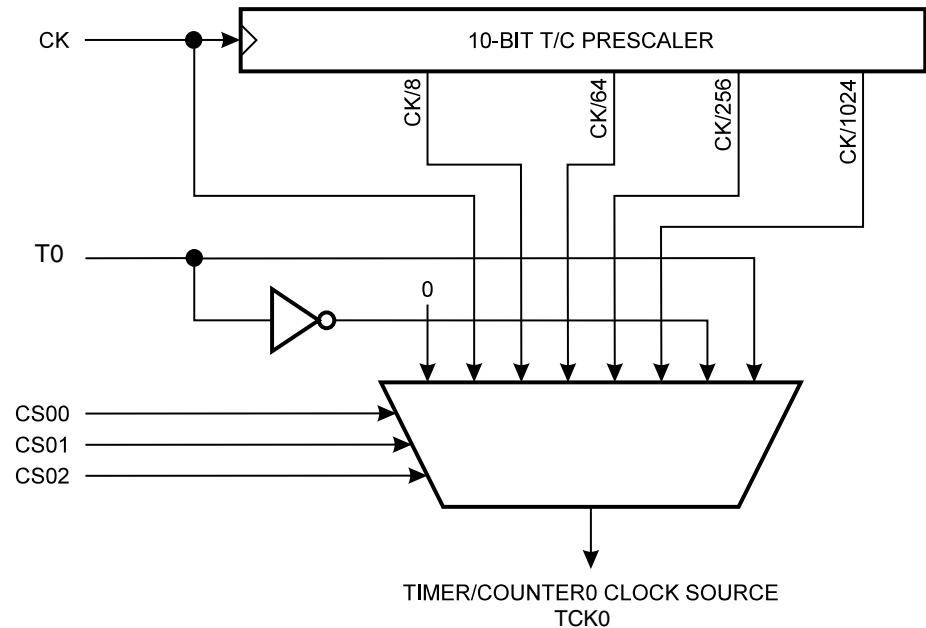 CK
10-BIT T/C PRESCALER
CK/8
CK/64
CK/256
CK/1024
T0
0
CS00
CS01
CS02
TIMER/COUNTER0 CLOCK SOURCE
TCK0